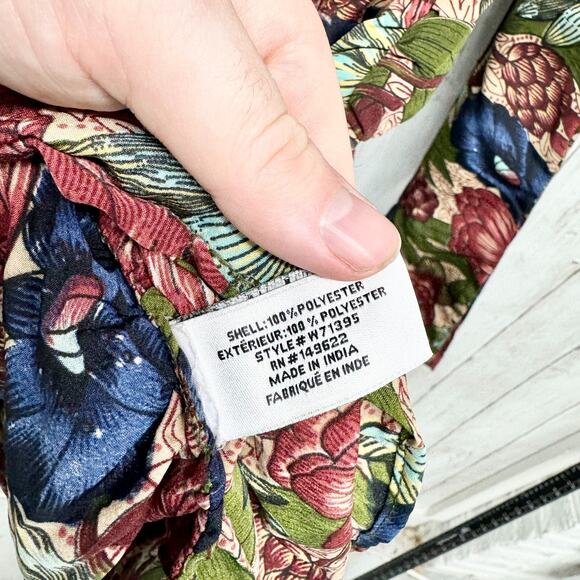 SHELL:100%POLYESTER
EXTÉRIEUR:100 % POLYESTER
STYLE#W71395
RN #149622
MADE IN INDIA
FABRIQUÉ EN INDE